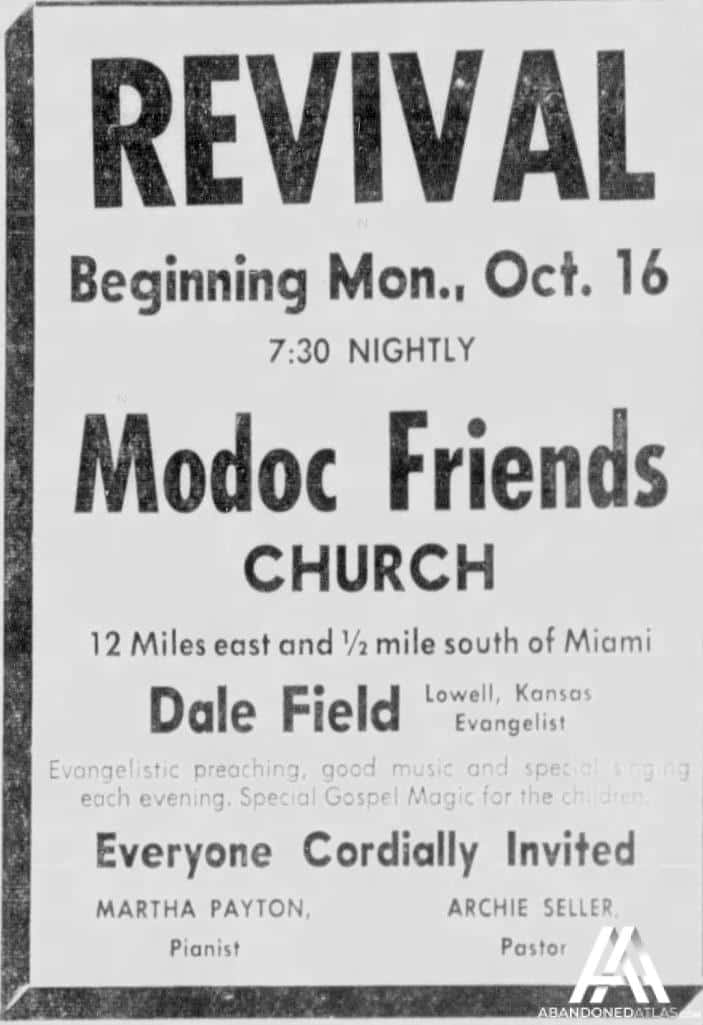 REVIVAL
Beginning Mon., Oct. 16
7:30 NIGHTLY
Modoc Friends
CHURCH
12 Miles east and ½ mile south of Miami
Dale Field
Lowell, Kansas
Evangelist
Evangelistic preaching, good music and special singing
each evening. Special Gospel Magic for the children.
Everyone Cordially Invited
MARTHA PAYTON,
Pianist
ARCHIE SELLER,
Pastor
ABANDONEDATLAS.COM